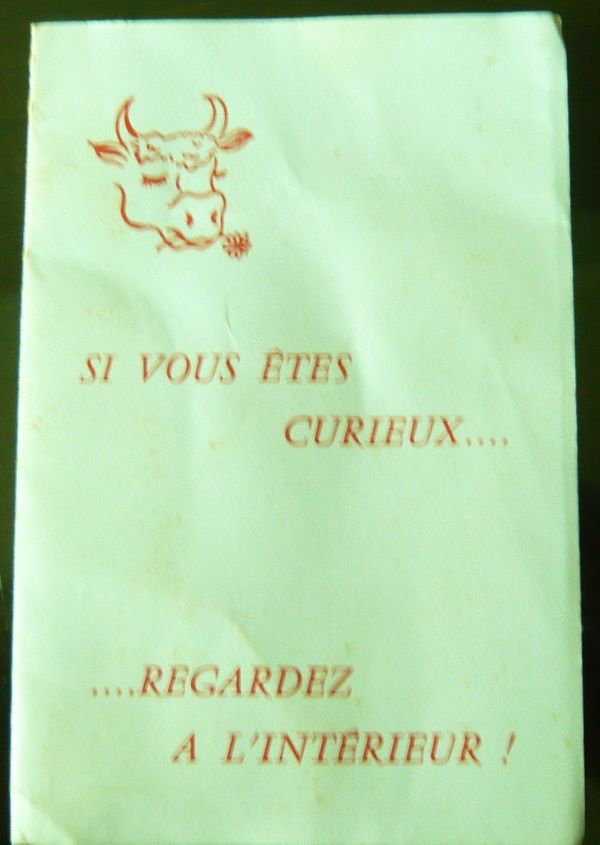 SI VOUS ÊTES
CURIEUX....
....REGARDEZ
A L'INTÉRIEUR !